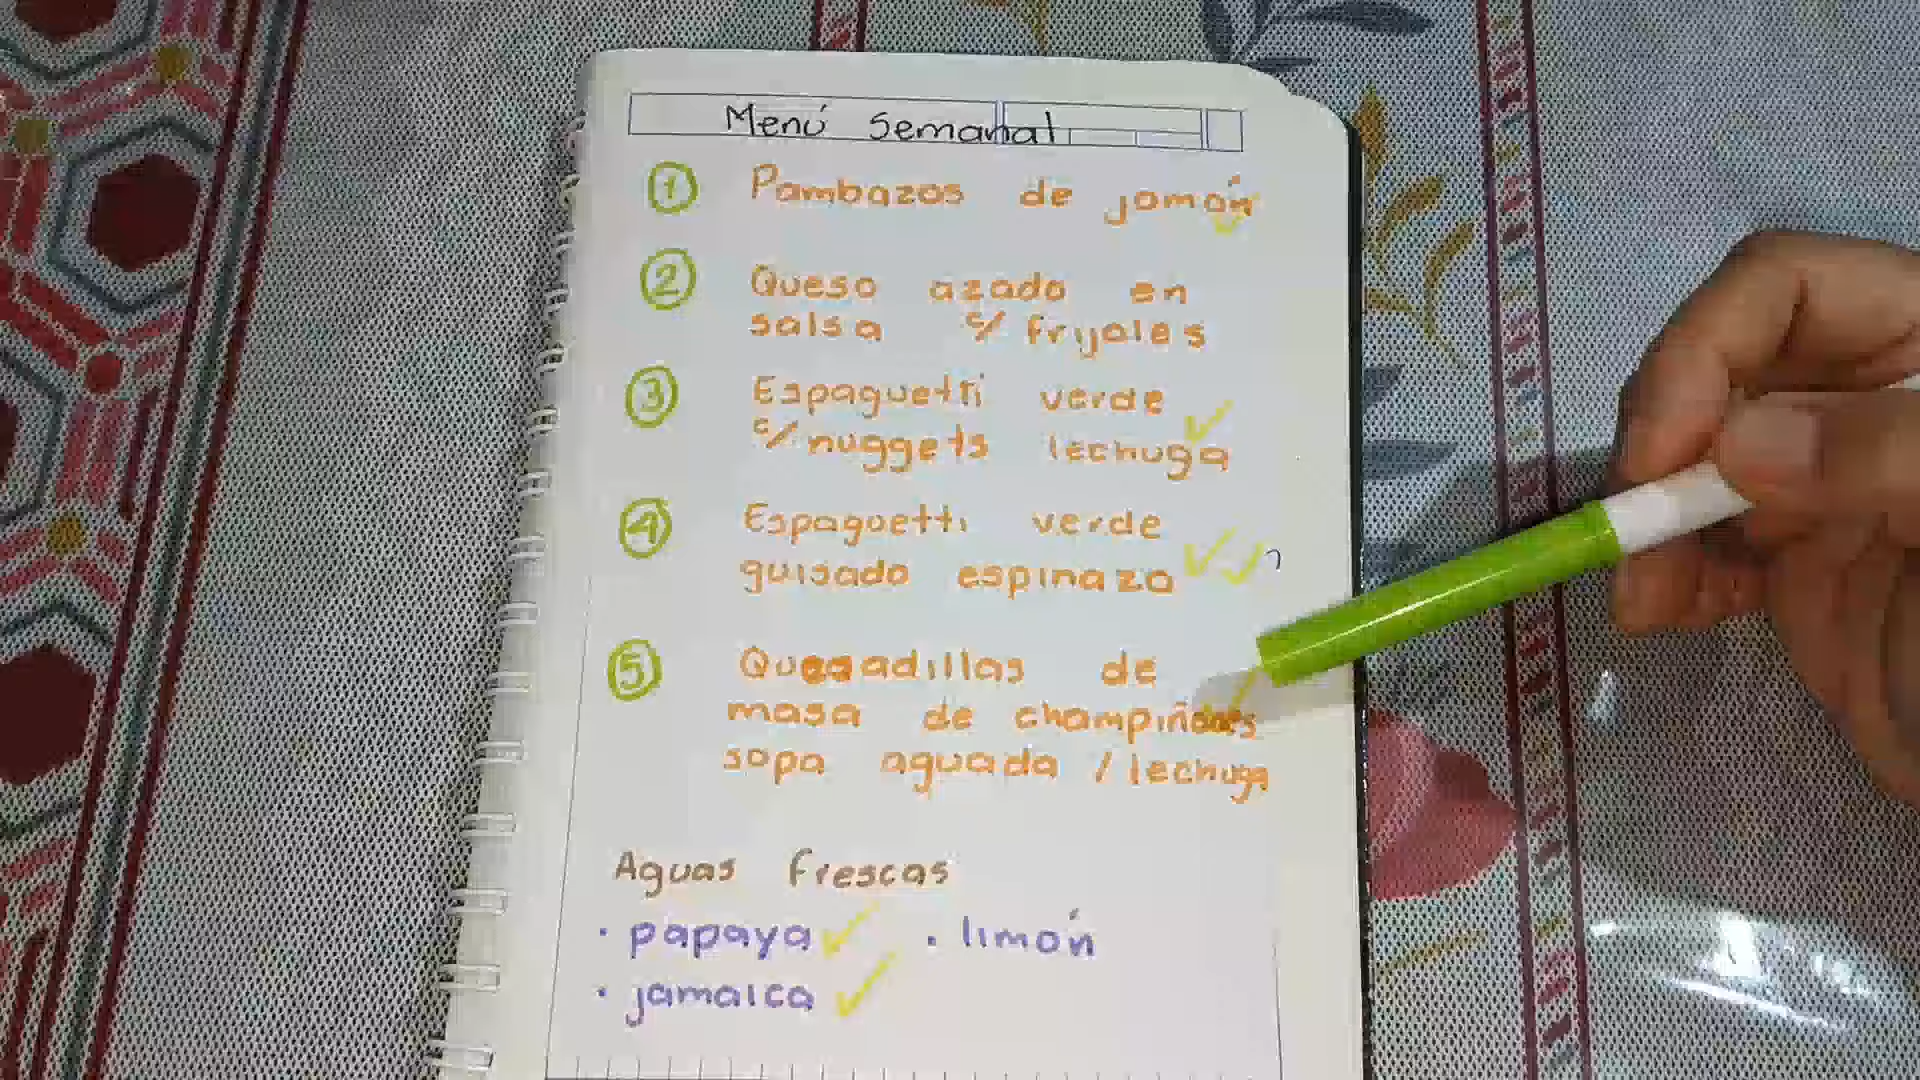 Menú Semanal
1 Pambazos de jamón
2 Queso azado en
salsa c/ frijoles
3 Espaguetti verde
c/ nuggets lechuga
4 Espaguetti verde
guisado espinazo
5 Quesadillas de
masa de champiñones
sopa aguada / lechuga
Aguas frescas
· papaya · limón
· jamaica